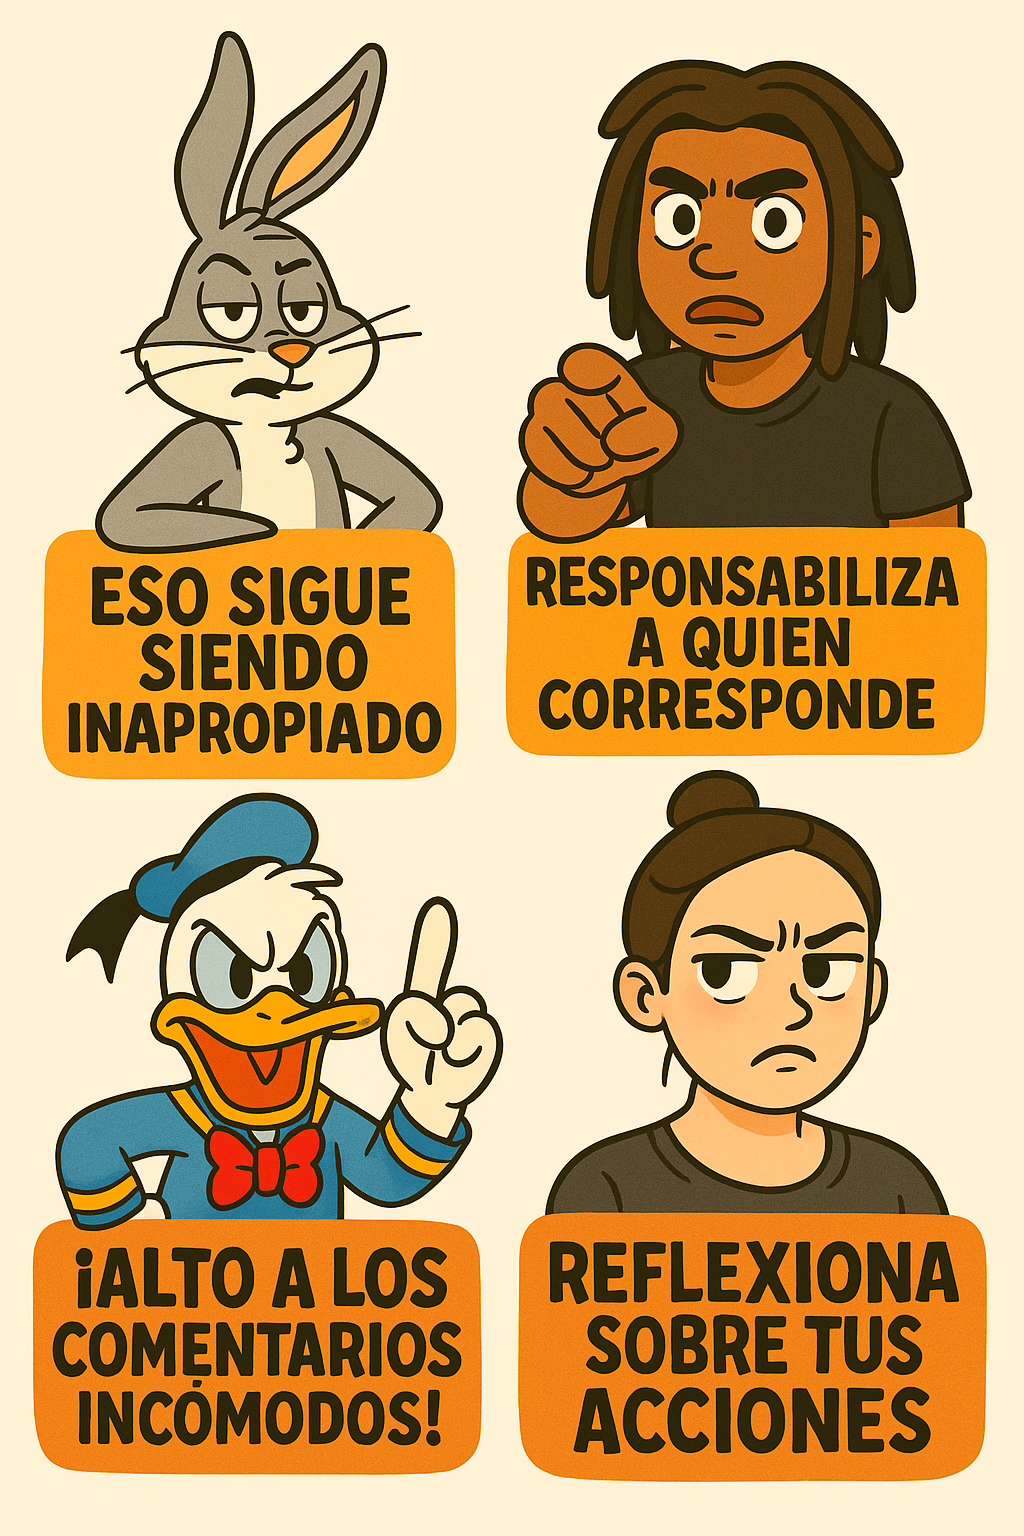 ESO SIGUE
SIENDO
INAPROPIADO
RESPONSABILIZA
A QUIEN
CORRESPONDE
¡ALTO A LOS
COMENTARIOS
INCÓMODOS!
REFLEXIONA
SOBRE TUS
ACCIONES